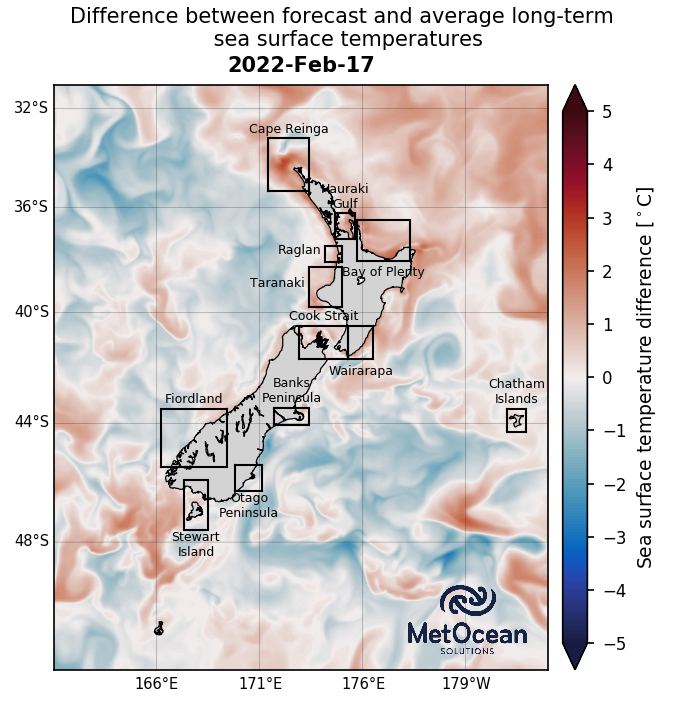 Difference between forecast and average long-term
sea surface temperatures
2022-Feb-17
32°S
36°S
40°S
44°S
48°S
Cape Reinga
Hauraki
Gulf
Raglan
Bay of Plenty
Taranaki
Cook Strait
Wairarapa
Banks
Peninsula
Fiordland
Chatham
Islands
Otago
Peninsula
Stewart
Island
MetOcean
SOLUTIONS
166°E
171°E
176°E
179°W
5
4
3
2
1
0
−1
−2
−3
−4
−5
Sea surface temperature difference [°C]